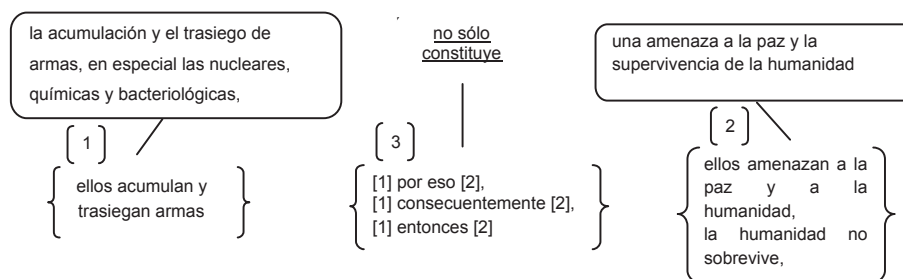 la acumulación y el trasiego de
armas, en especial las nucleares,
químicas y bacteriológicas,
no sólo
constituye
una amenaza a la paz y la
supervivencia de la humanidad
1
3
2
ellos acumulan y
trasiegan armas
[1] por eso [2],
[1] consecuentemente [2],
[1] entonces [2]
ellos amenazan a la
paz y a la
humanidad,
la humanidad no
sobrevive,